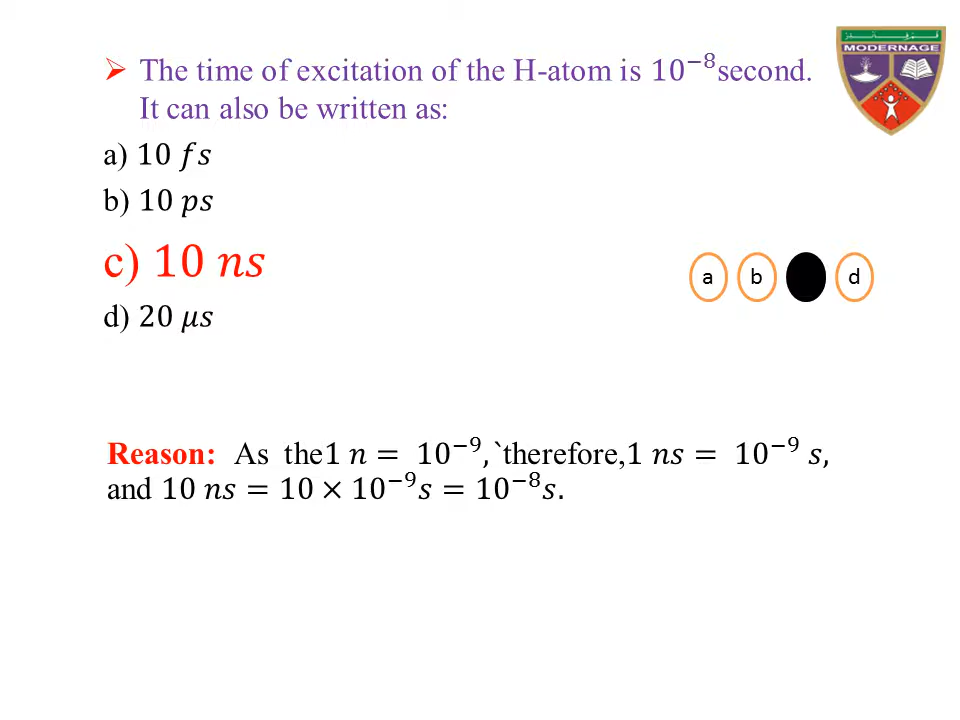 MODERNAGE
➢ The time of excitation of the H-atom is 10⁻⁸second.
It can also be written as:
a) 10 fs
b) 10 ps
c) 10 ns
a b d
d) 20 μs
Reason: As the1 n = 10⁻⁹, `therefore,1 ns = 10⁻⁹ s,
and 10 ns = 10 × 10⁻⁹s = 10⁻⁸s.